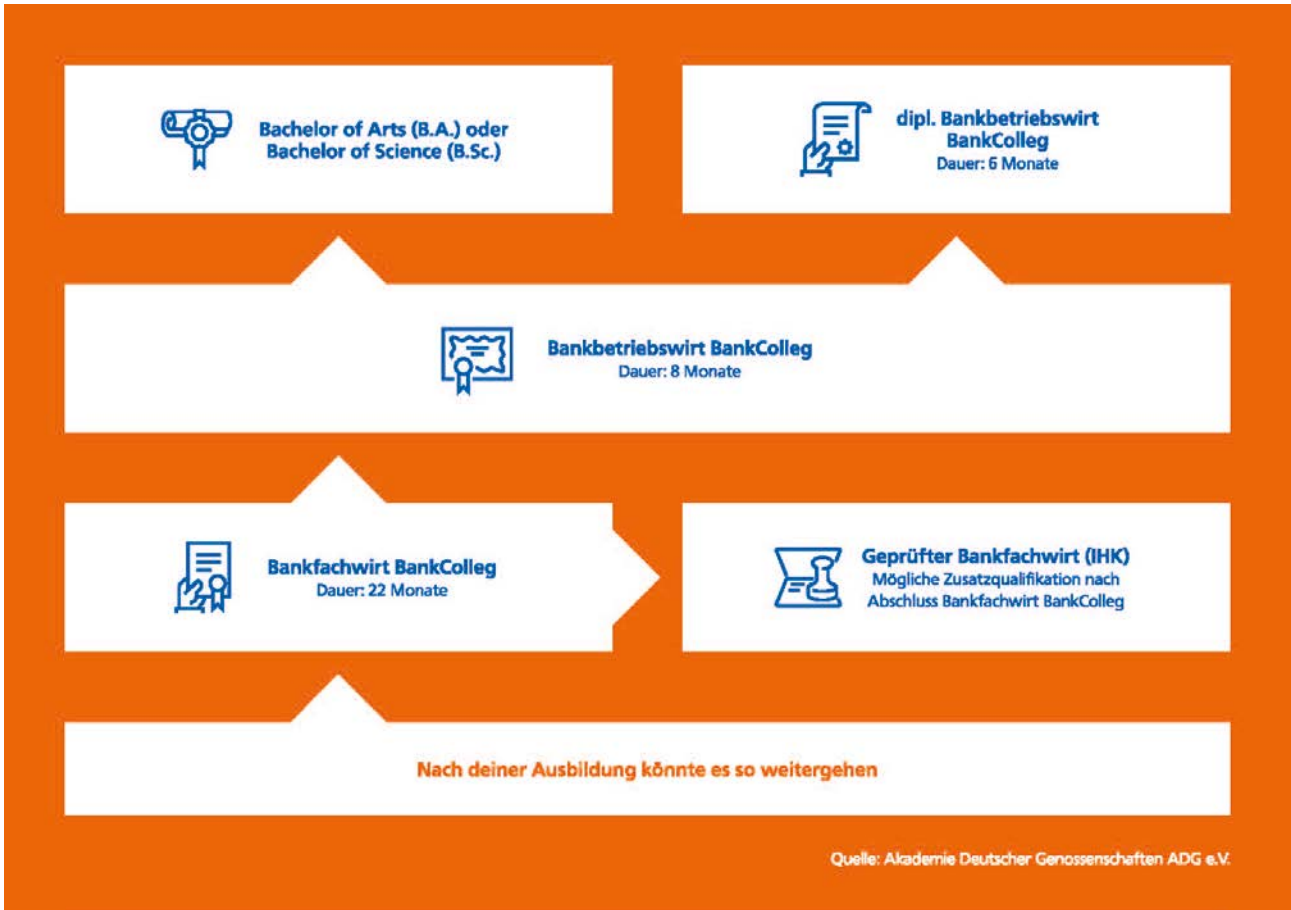 Bachelor of Arts (B.A.) oder
Bachelor of Science (B.Sc.)
dipl. Bankbetriebswirt
BankColleg
Dauer: 6 Monate
Bankbetriebswirt BankColleg
Dauer: 8 Monate
Bankfachwirt BankColleg
Dauer: 22 Monate
Geprüfter Bankfachwirt (IHK)
Mögliche Zusatzqualifikation nach
Abschluss Bankfachwirt BankColleg
Nach deiner Ausbildung könnte es so weitergehen
Quelle: Akademie Deutscher Genossenschaften ADG e.V.